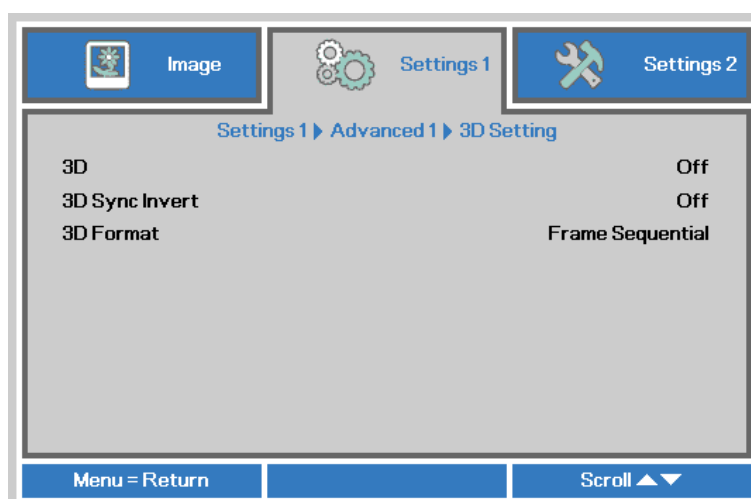 Image Settings 1 Settings 2
Settings 1 ▶ Advanced 1 ▶ 3D Setting
3D Off
3D Sync Invert Off
3D Format Frame Sequential
Menu = Return Scroll ▲▼